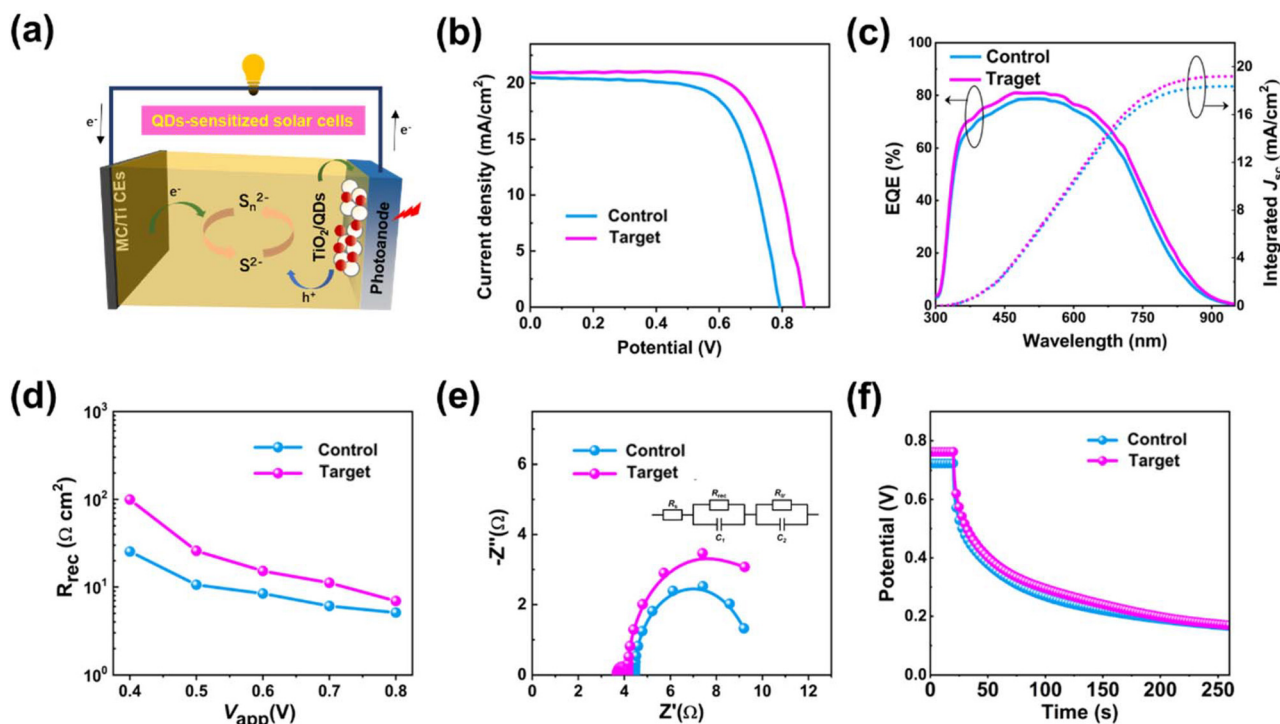 (a)
QDs-sensitized solar cells
e-
e-
MC/Ti CEs
e-
Sn2-
S2-
h+
TiO2/QDs
Photoanode
(b)
Current density (mA/cm2)
20
15
10
5
0
Control
Target
0.0 0.2 0.4 0.6 0.8
Potential (V)
(c)
EQE (%)
100
80
60
40
20
0
Control
Traget
20
16
12
8
4
0
Integrated Jsc (mA/cm2)
300 450 600 750 900
Wavelength (nm)
(d)
Rrec (Ω cm2)
103
102
101
100
Control
Target
0.4 0.5 0.6 0.7 0.8
Vapp(V)
(e)
-Z''(Ω)
6
4
2
0
Control
Target
Rs
Rrec
Rtr
C1
C2
0 2 4 6 8 10 12
Z'(Ω)
(f)
Potential (V)
0.8
0.6
0.4
0.2
0.0
Control
Target
0 50 100 150 200 250
Time (s)